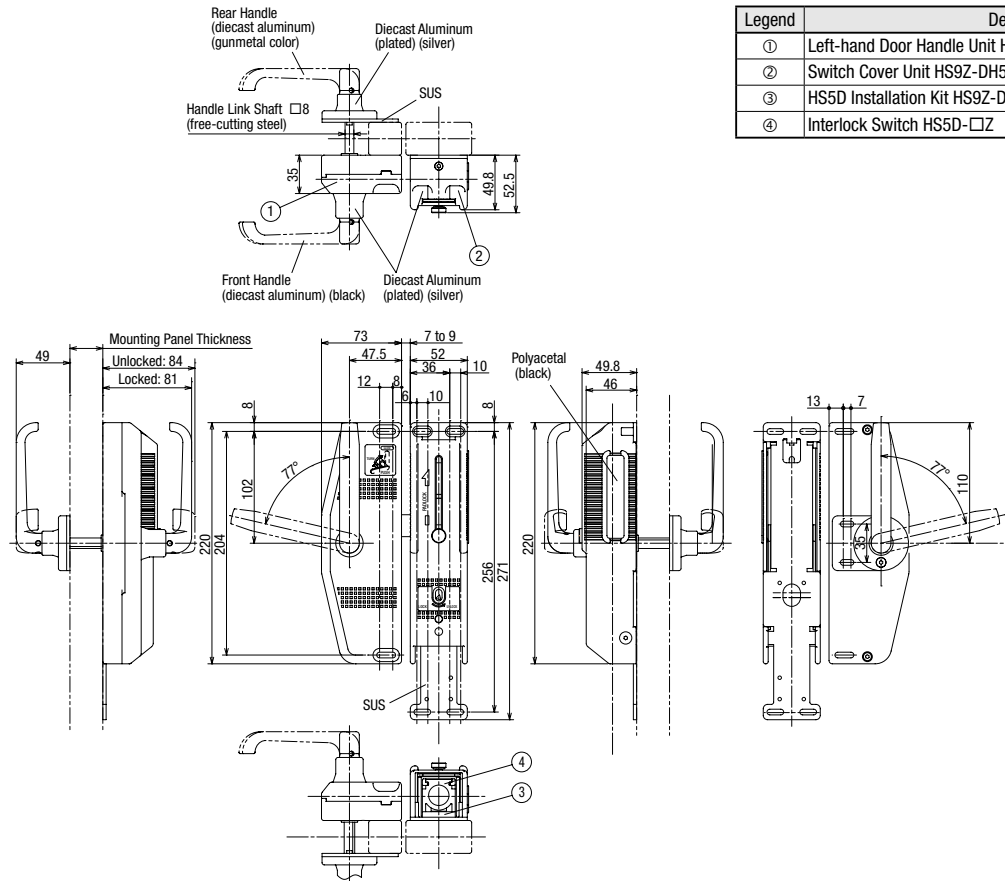 Rear Handle
(diecast aluminum)
(gunmetal color)
Diecast Aluminum
(plated) (silver)
Handle Link Shaft □8
(free-cutting steel)
SUS
35
49.8
52.5
①
②
Front Handle
(diecast aluminum) (black)
Diecast Aluminum
(plated) (silver)
Legend
①
Left-hand Door Handle Unit
②
Switch Cover Unit
③
HS5D Installation Kit
④
Interlock Switch HS5D-□Z
Mounting Panel Thickness
49
Unlocked: 84
Locked: 81
73
47.5
12
8
7 to 9
52
36
10
6
10
8
8
77°
102
220
204
256
271
SUS
Polyacetal
(black)
49.8
46
220
13
7
77°
110
35
④
③